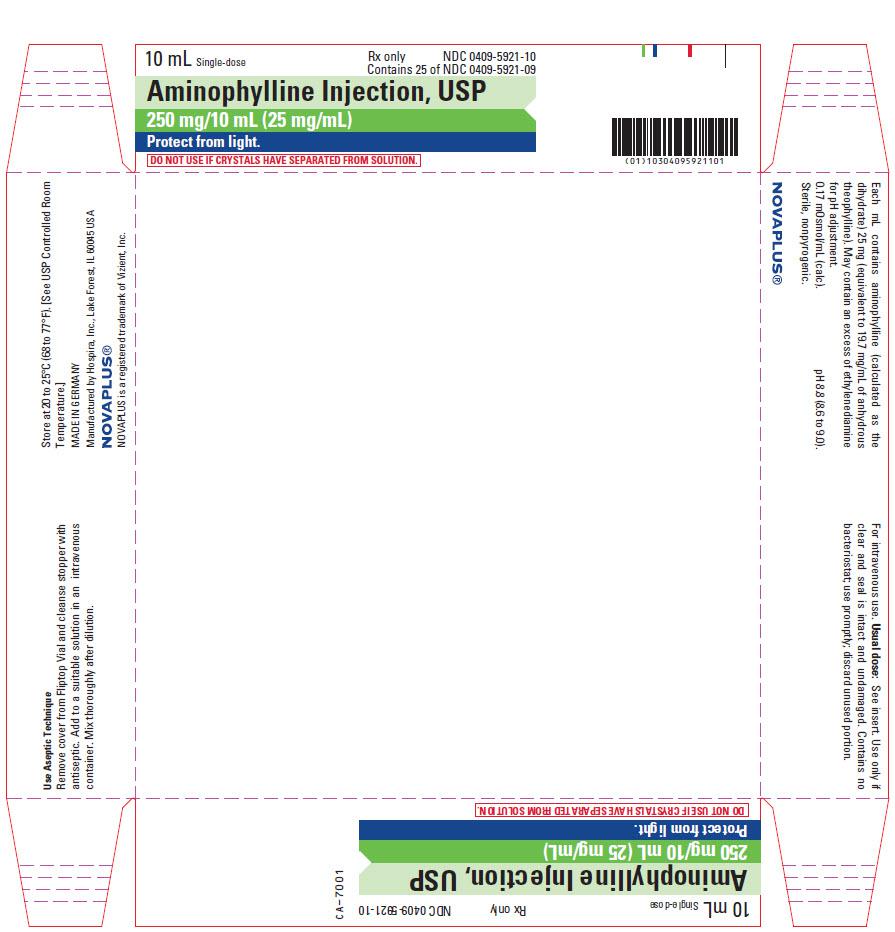 10 mL Single-dose
Rx only NDC 0409-5921-10
Contains 25 of NDC 0409-5921-09
Aminophylline Injection, USP
250 mg/10 mL (25 mg/mL)
Protect from light.
DO NOT USE IF CRYSTALS HAVE SEPARATED FROM SOLUTION.
(01)10304095921101
Store at 20 to 25°C (68 to 77°F). [See USP Controlled Room
Temperature.]
MADE IN GERMANY
Manufactured by Hospira, Inc., Lake Forest, IL 60045 USA
NOVAPLUS®
NOVAPLUS is a registered trademark of Vizient, Inc.
Use Aseptic Technique
Remove cover from Fliptop Vial and cleanse stopper with
antiseptic. Add to a suitable solution in an intravenous
container. Mix thoroughly after dilution.
Each mL contains aminophylline (calculated as the
dihydrate) 25 mg (equivalent to 19.7 mg/mL of anhydrous
theophylline). May contain an excess of ethylenediamine
for pH adjustment.
0.17 mOsmol/mL (calc). pH 8.8 (8.6 to 9.0).
Sterile, nonpyrogenic.
NOVAPLUS®
For intravenous use. Usual dose: See insert. Use only if
clear and seal is intact and undamaged. Contains no
bacteriostat; use promptly; discard unused portion.
10 mL Single-dose
Rx only NDC 0409-5921-10
Aminophylline Injection, USP
250 mg/10 mL (25 mg/mL)
Protect from light.
DO NOT USE IF CRYSTALS HAVE SEPARATED FROM SOLUTION.
CA-7001